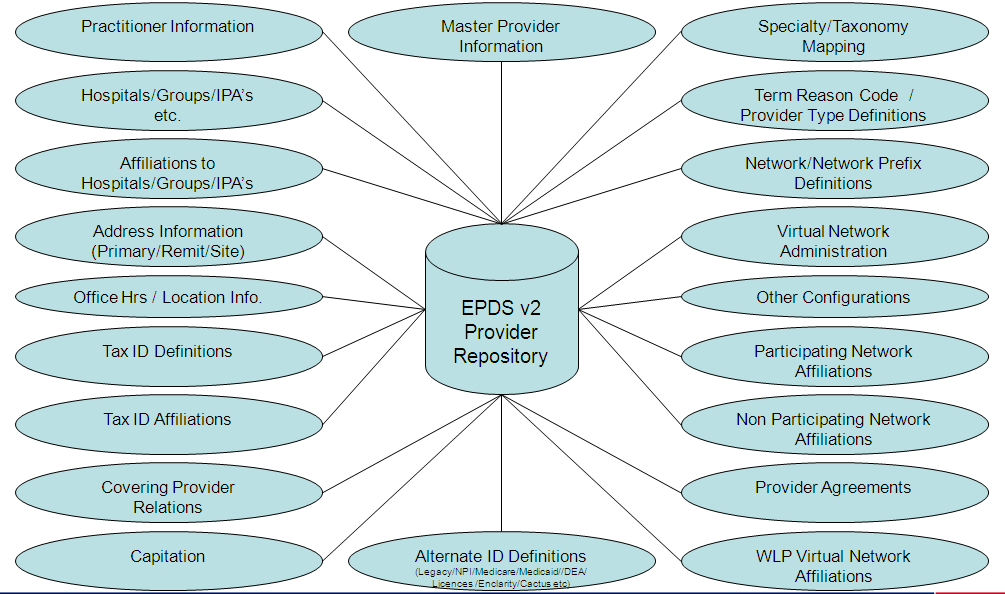 Practitioner Information
Master Provider
Information
Specialty/Taxonomy
Mapping
Hospitals/Groups/IPA's
etc.
Term Reason Code /
Provider Type Definitions
Affiliations to
Hospitals/Groups/IPA's
Network/Network Prefix
Definitions
Address Information
(Primary/Remit/Site)
Virtual Network
Administration
Office Hrs / Location Info.
EPDS v2
Provider
Repository
Other Configurations
Tax ID Definitions
Participating Network
Affiliations
Tax ID Affiliations
Non Participating Network
Affiliations
Covering Provider
Relations
Provider Agreements
Capitation
Alternate ID Definitions
(Legacy/NPI/Medicare/Medicaid//DEA/
Licences /Enclarity/Cactus etc)
WLP Virtual Network
Affiliations